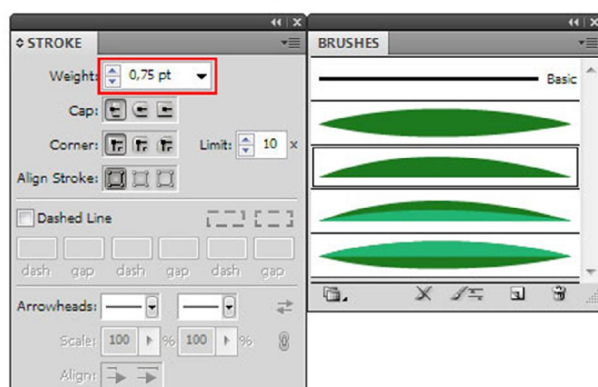 STROKE
Weight: 0,75 pt
Cap:
Corner: Limit: 10 x
Align Stroke:
Dashed Line
dash gap dash gap dash gap
Arrowheads:
Scale: 100 % 100 %
Align:
BRUSHES
Basic